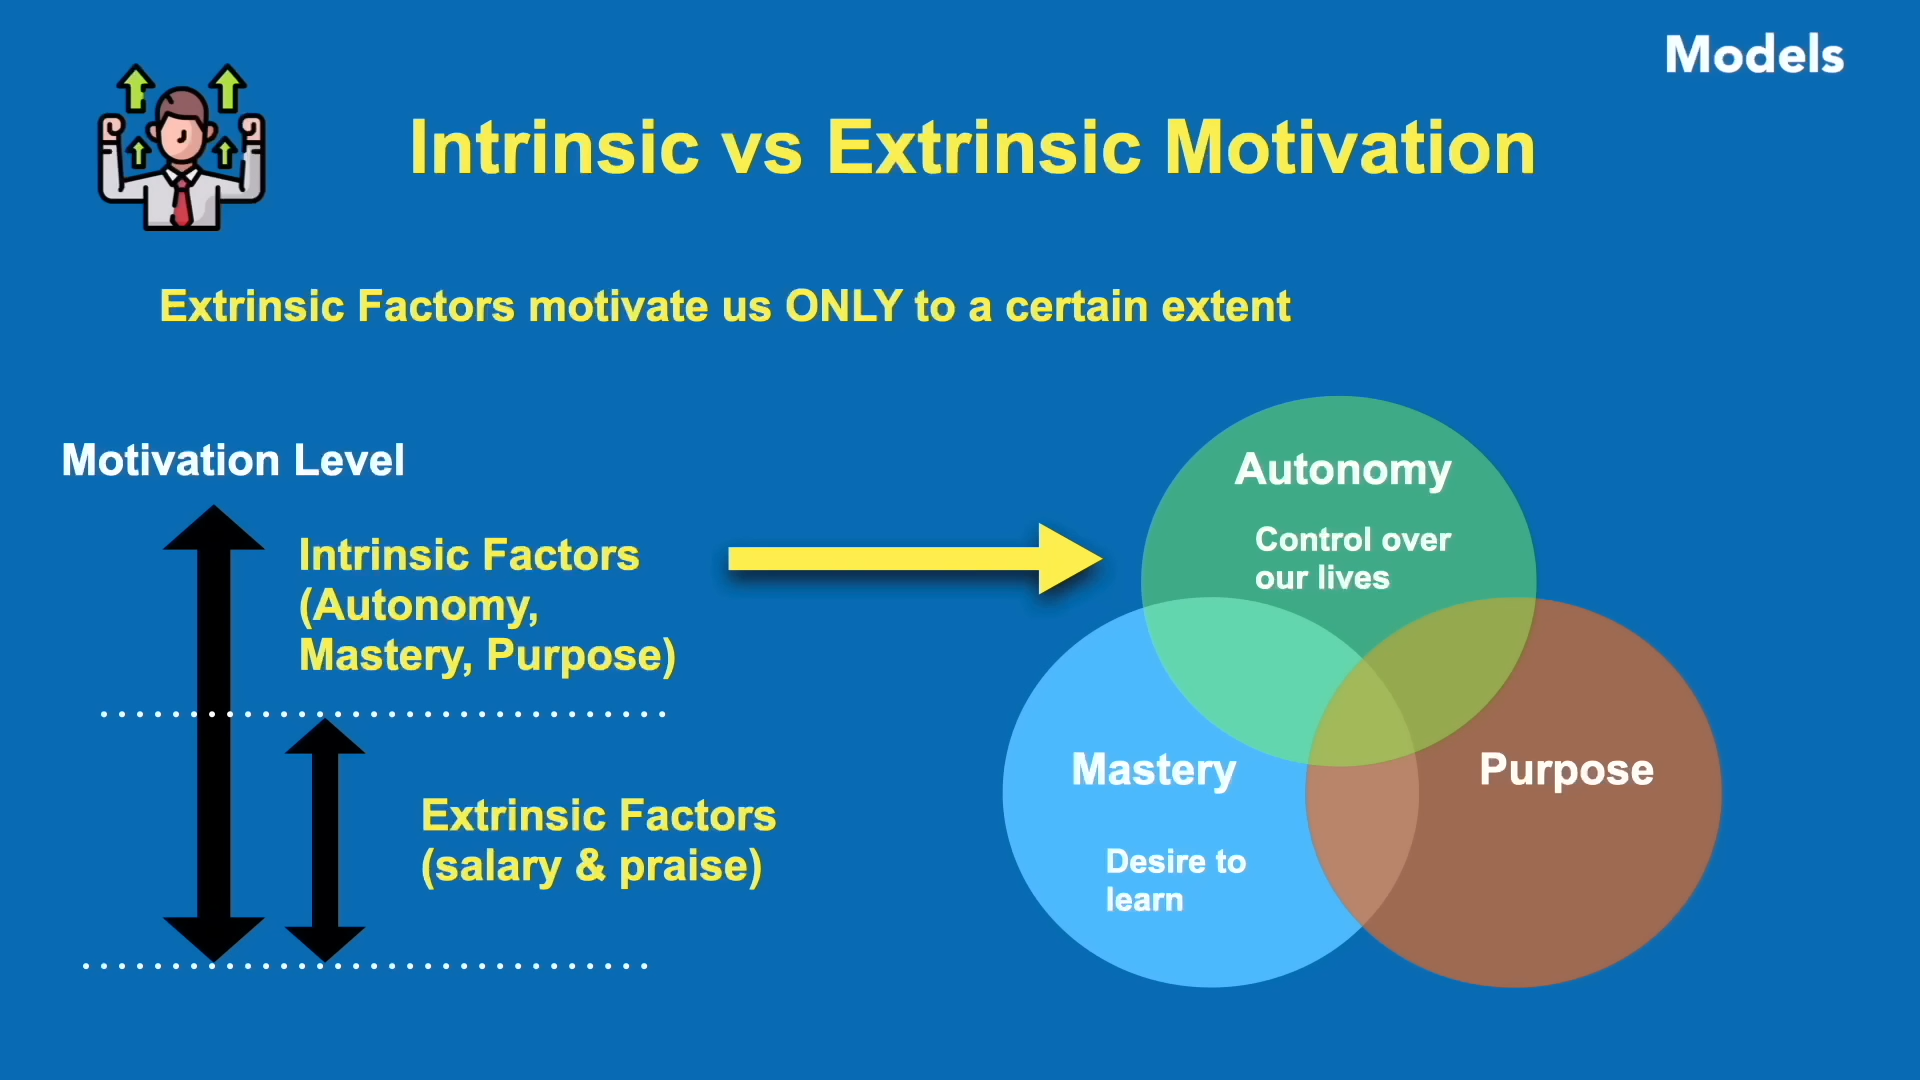 Models
Intrinsic vs Extrinsic Motivation
Extrinsic Factors motivate us ONLY to a certain extent
Motivation Level
Intrinsic Factors
(Autonomy,
Mastery, Purpose)
Extrinsic Factors
(salary & praise)
Autonomy
Control over
our lives
Mastery
Desire to
learn
Purpose